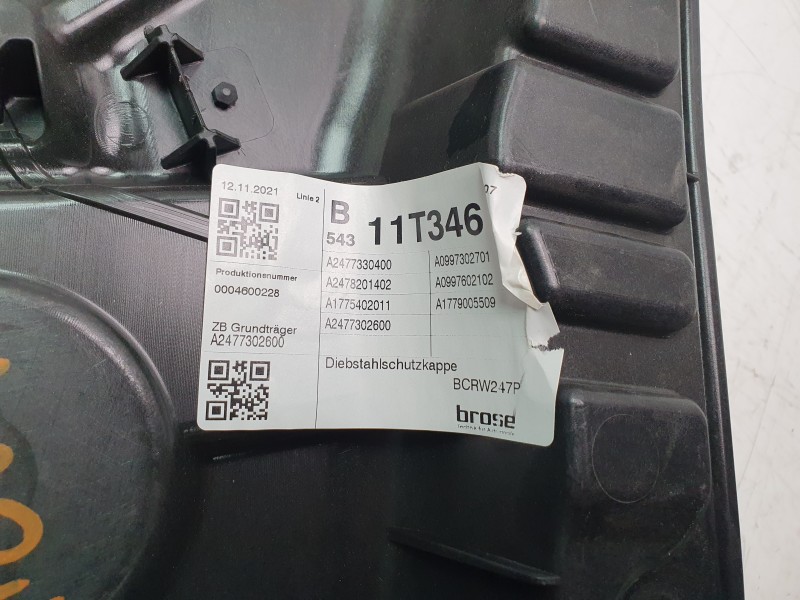 12.11.2021
Linie 2
B
543
11T346
07
Produktionsnummer
0004600228
ZB Grundträger
A2477302600
A2477330400
A2478201402
A1775402011
A2477302600
A0997302701
A0997602102
A1779005509
Diebstahlschutzkappe
BCRW247P
brose